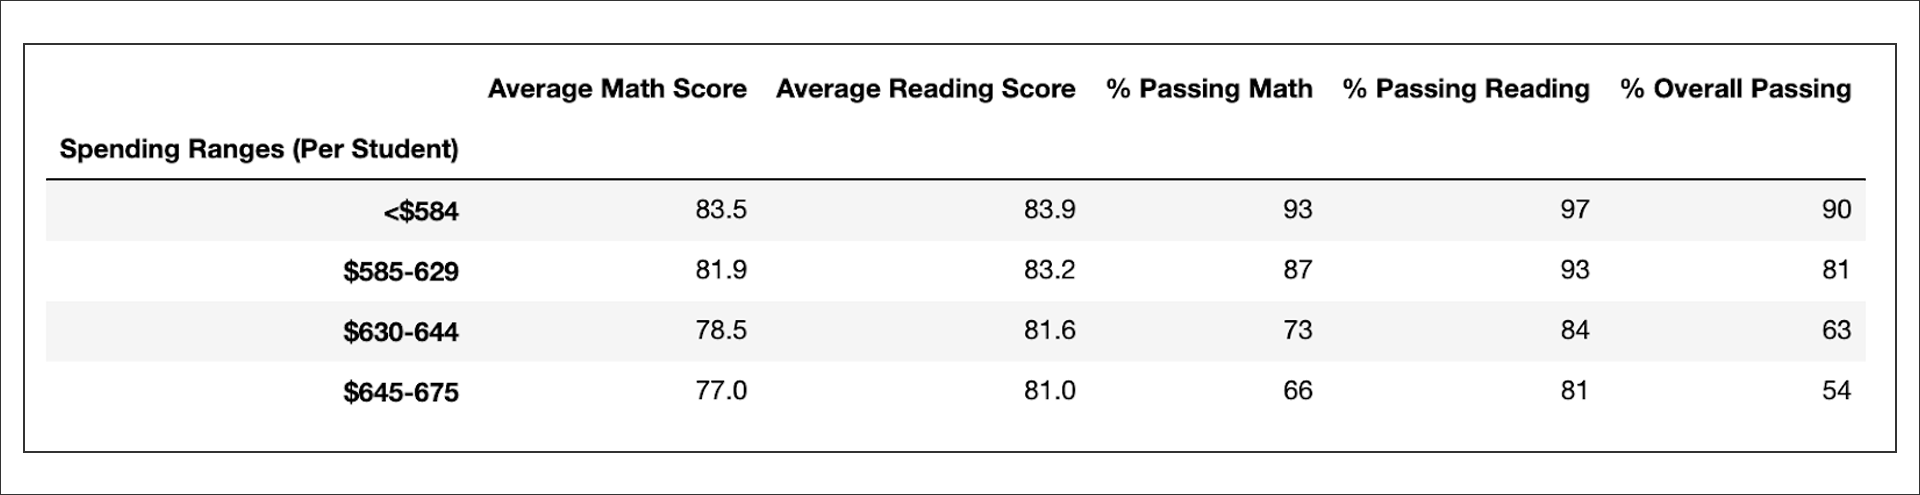 Average Math Score Average Reading Score % Passing Math % Passing Reading % Overall Passing
Spending Ranges (Per Student)
<$584 83.5 83.9 93 97 90
$585-629 81.9 83.2 87 93 81
$630-644 78.5 81.6 73 84 63
$645-675 77.0 81.0 66 81 54